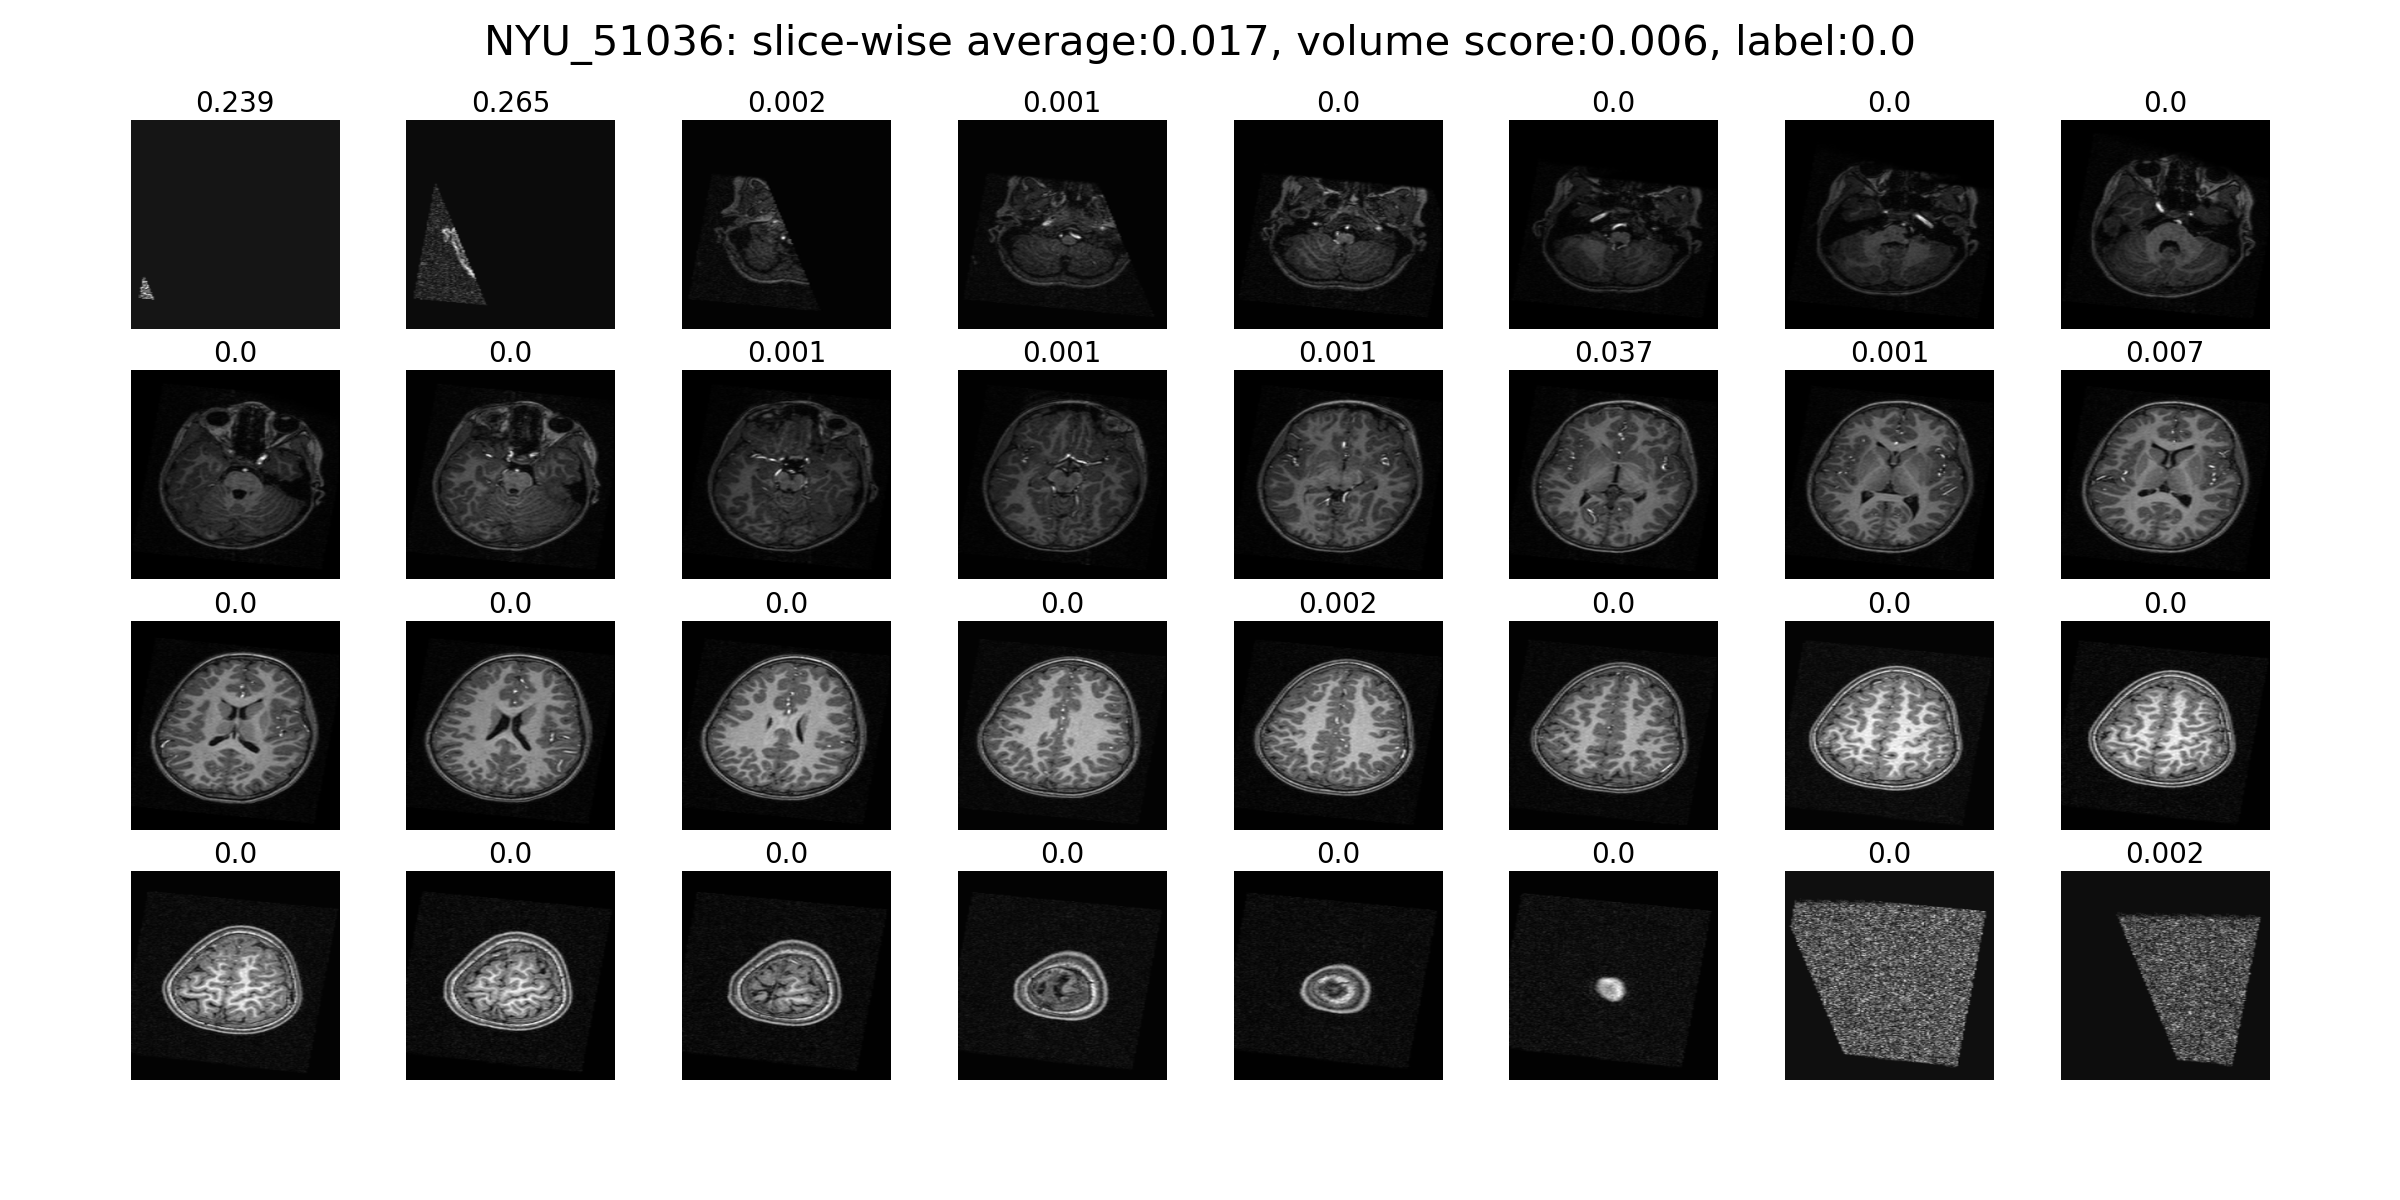 NYU_51036: slice-wise average:0.017, volume score:0.006, label:0.0
0.239 0.265 0.002 0.001 0.0 0.0 0.0 0.0
0.0 0.0 0.001 0.001 0.001 0.037 0.001 0.007
0.0 0.0 0.0 0.0 0.002 0.0 0.0 0.0
0.0 0.0 0.0 0.0 0.0 0.0 0.0 0.002